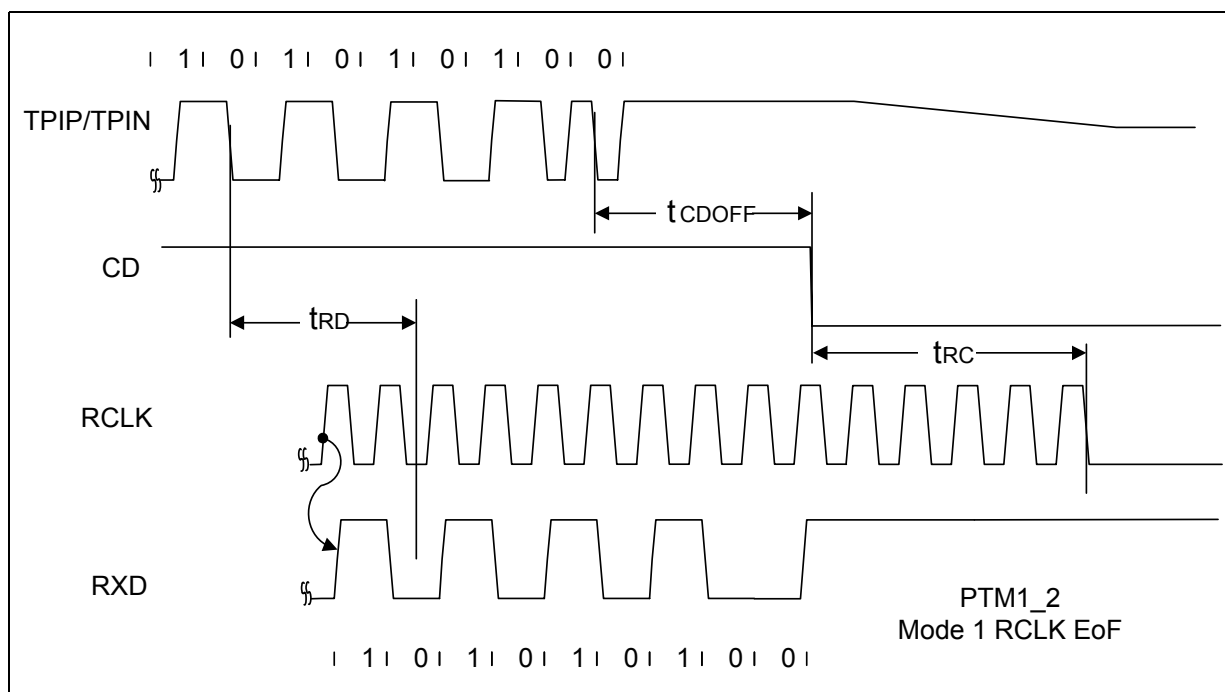 1 0 1 0 1 0 1 0 0
TPIP/TPIN
tCDOFF
CD
tRD
tRC
RCLK
RXD
PTM1_2
Mode 1 RCLK EoF
1 0 1 0 1 0 1 0 0